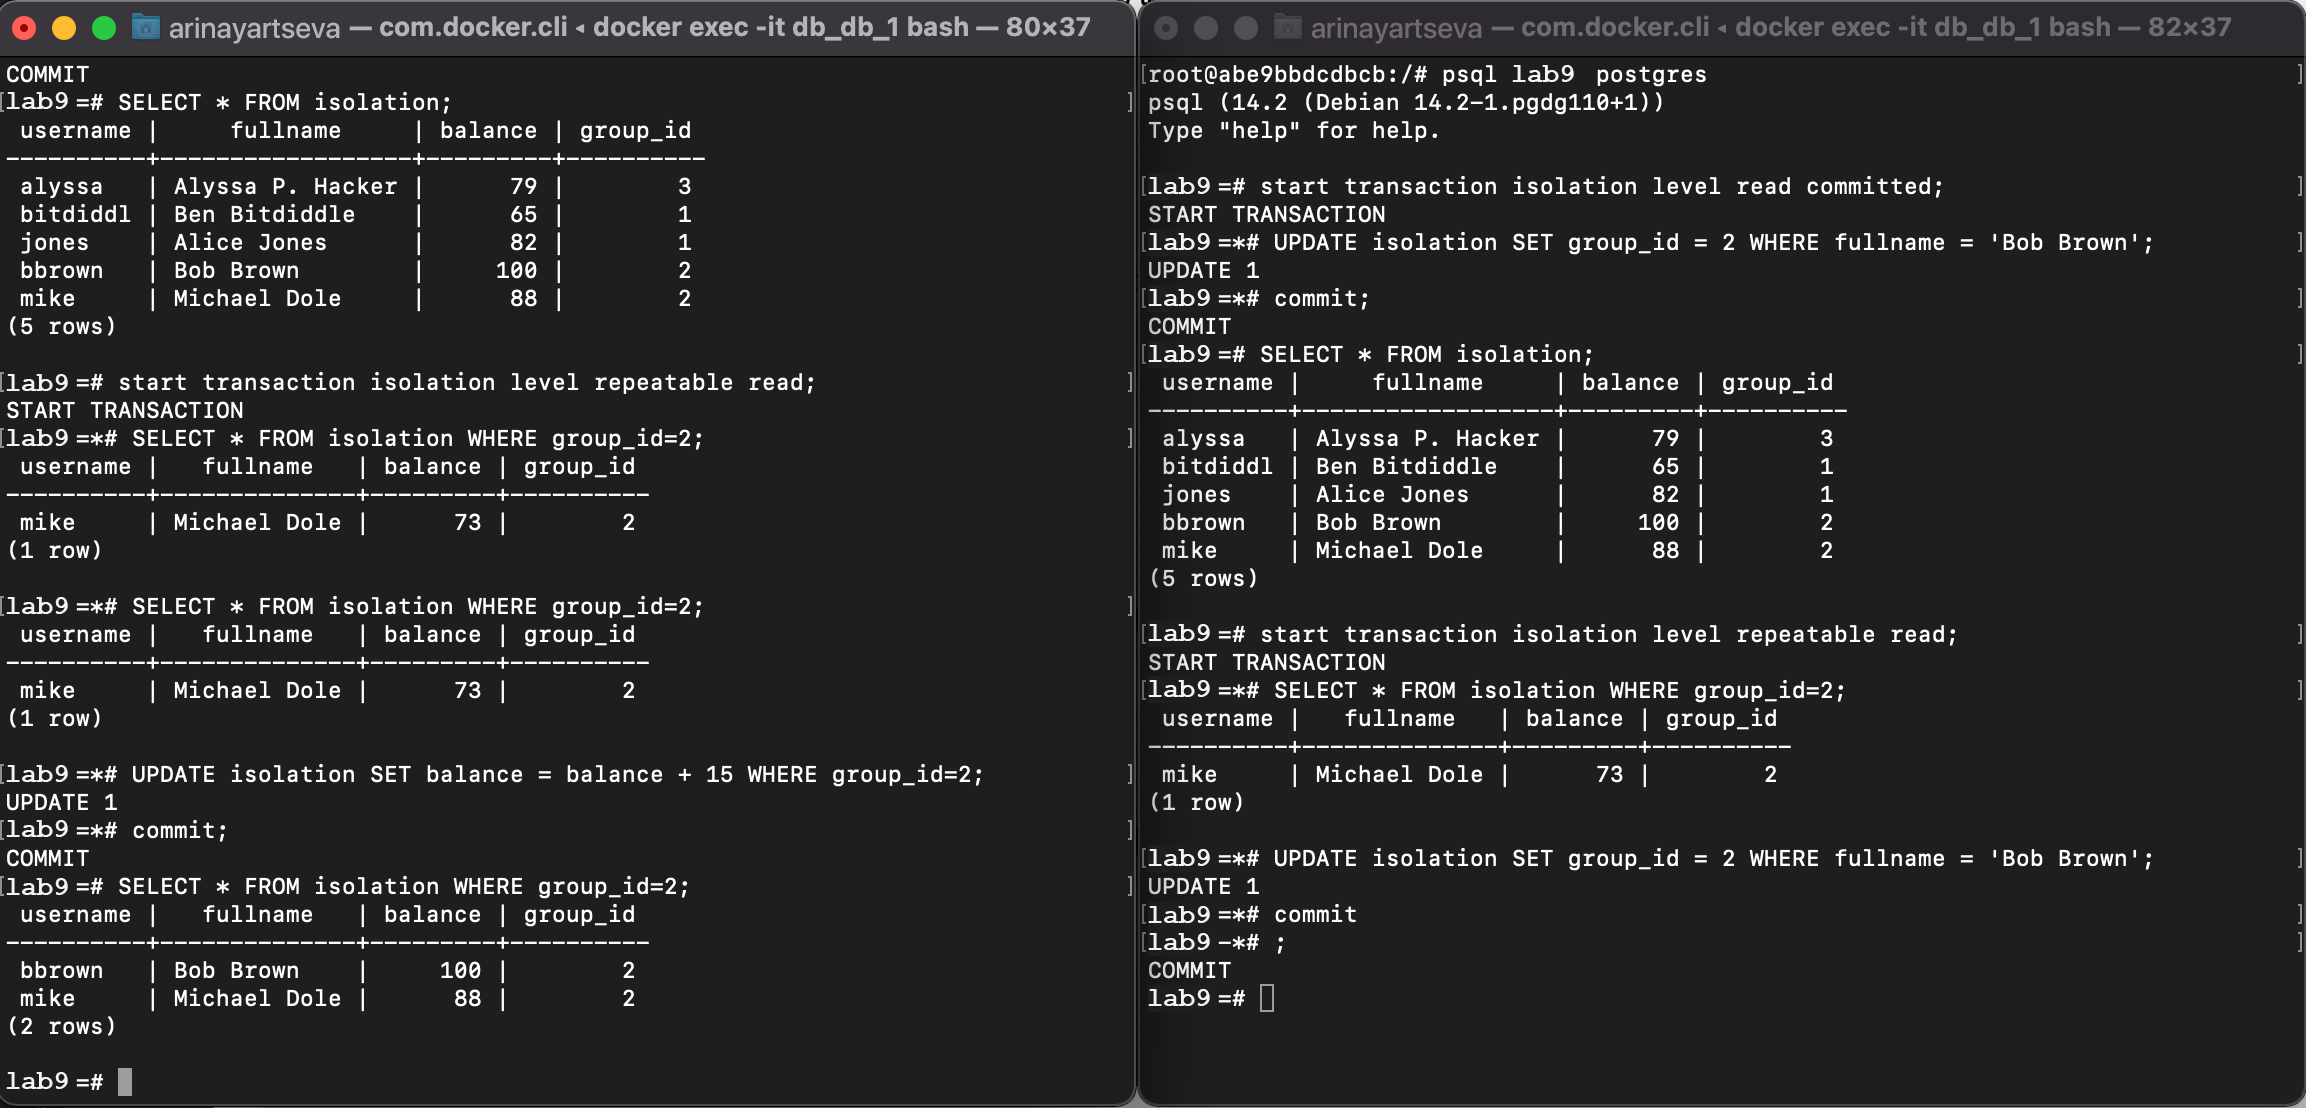 arinayartseva — com.docker.cli ◂ docker exec -it db_db_1 bash — 80×37
COMMIT
[lab9=# SELECT * FROM isolation; ]
 username |     fullname     | balance | group_id
----------+------------------+---------+----------
 alyssa   | Alyssa P. Hacker |      79 |        3
 bitdiddl | Ben Bitdiddle    |      65 |        1
 jones    | Alice Jones      |      82 |        1
 bbrown   | Bob Brown        |     100 |        2
 mike     | Michael Dole     |      88 |        2
(5 rows)
[lab9=# start transaction isolation level repeatable read; ]
START TRANSACTION
[lab9=*# SELECT * FROM isolation WHERE group_id=2; ]
 username |   fullname   | balance | group_id
----------+--------------+---------+----------
 mike     | Michael Dole |      73 |        2
(1 row)
[lab9=*# SELECT * FROM isolation WHERE group_id=2; ]
 username |   fullname   | balance | group_id
----------+--------------+---------+----------
 mike     | Michael Dole |      73 |        2
(1 row)
[lab9=*# UPDATE isolation SET balance = balance + 15 WHERE group_id=2; ]
UPDATE 1
[lab9=*# commit; ]
COMMIT
[lab9=# SELECT * FROM isolation WHERE group_id=2; ]
 username |   fullname   | balance | group_id
----------+--------------+---------+----------
 bbrown   | Bob Brown    |     100 |        2
 mike     | Michael Dole |      88 |        2
(2 rows)
lab9=#
arinayartseva — com.docker.cli ◂ docker exec -it db_db_1 bash — 82×37
[root@abe9bbdcdbcb:/# psql lab9 postgres ]
psql (14.2 (Debian 14.2-1.pgdg110+1))
Type "help" for help.
[lab9=# start transaction isolation level read committed; ]
START TRANSACTION
[lab9=*# UPDATE isolation SET group_id = 2 WHERE fullname = 'Bob Brown'; ]
UPDATE 1
[lab9=*# commit; ]
COMMIT
[lab9=# SELECT * FROM isolation; ]
 username |     fullname     | balance | group_id
----------+------------------+---------+----------
 alyssa   | Alyssa P. Hacker |      79 |        3
 bitdiddl | Ben Bitdiddle    |      65 |        1
 jones    | Alice Jones      |      82 |        1
 bbrown   | Bob Brown        |     100 |        2
 mike     | Michael Dole     |      88 |        2
(5 rows)
[lab9=# start transaction isolation level repeatable read; ]
START TRANSACTION
[lab9=*# SELECT * FROM isolation WHERE group_id=2; ]
 username |   fullname   | balance | group_id
----------+--------------+---------+----------
 mike     | Michael Dole |      73 |        2
(1 row)
[lab9=*# UPDATE isolation SET group_id = 2 WHERE fullname = 'Bob Brown'; ]
UPDATE 1
[lab9=*# commit ]
[lab9-*# ; ]
COMMIT
lab9=#